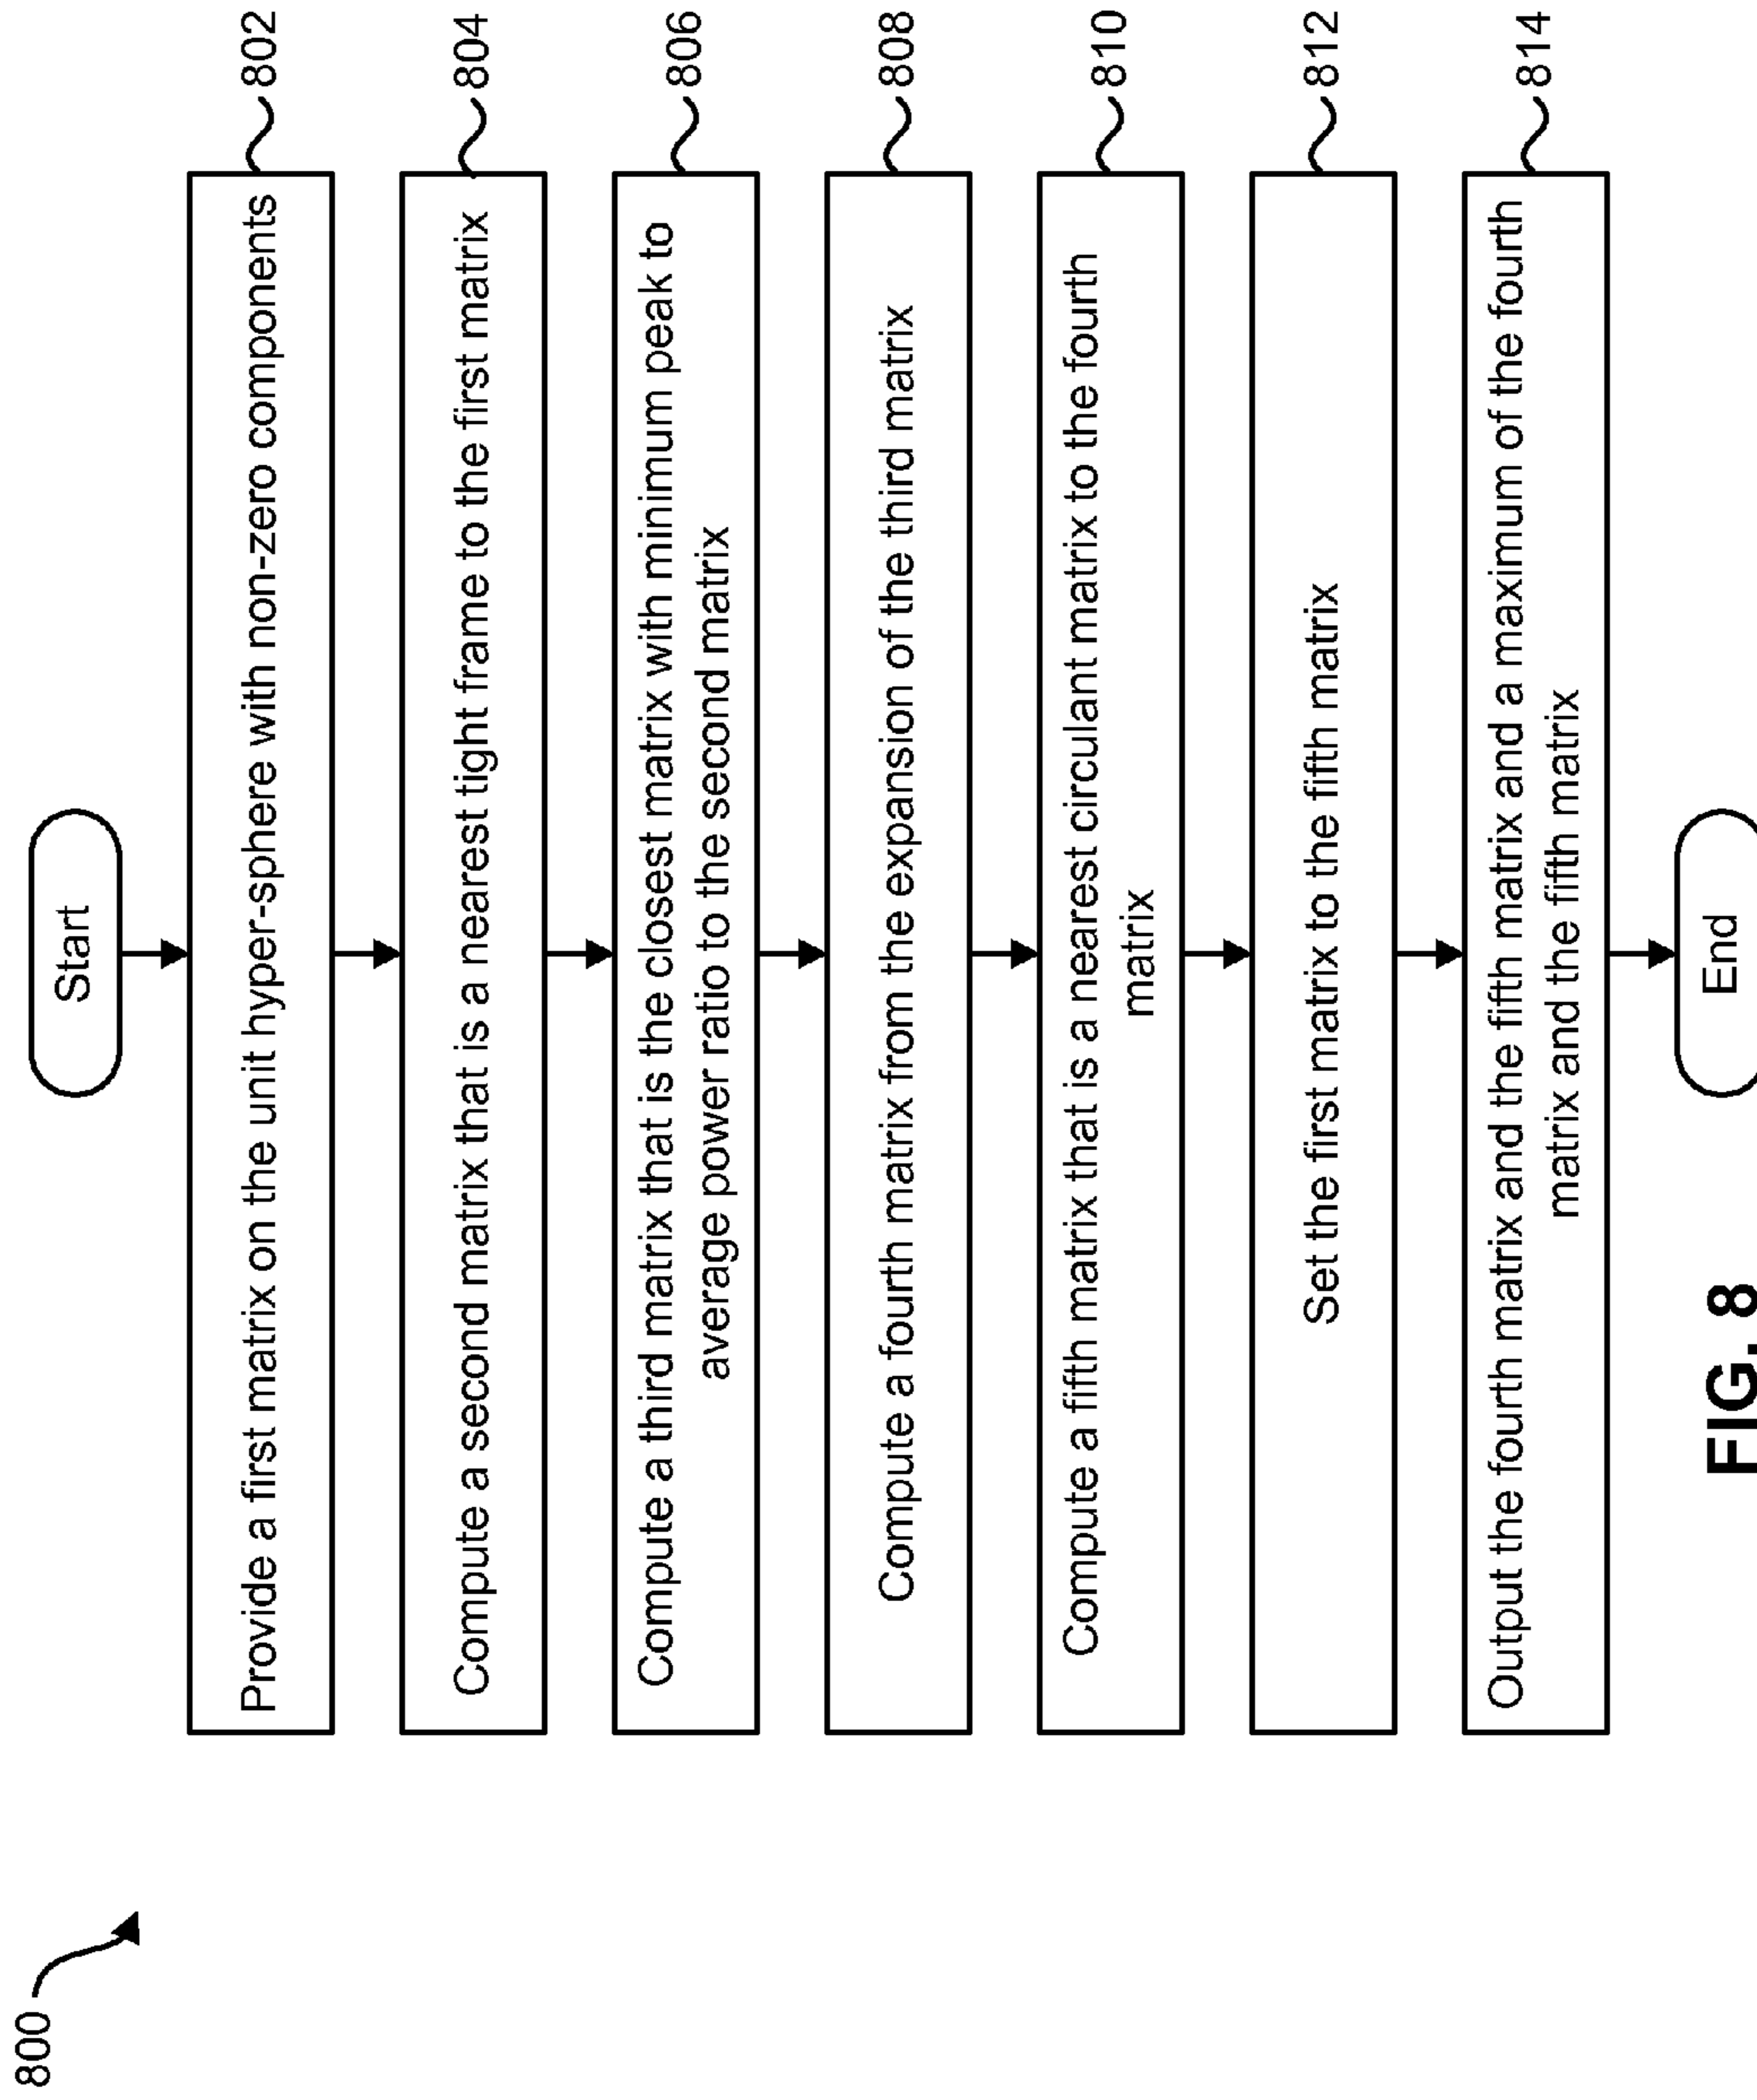 800
Start
Provide a first matrix on the unit hyper-sphere with non-zero components
802
Compute a second matrix that is a nearest tight frame to the first matrix
804
Compute a third matrix that is the closest matrix with minimum peak to
average power ratio to the second matrix
806
Compute a fourth matrix from the expansion of the third matrix
808
Compute a fifth matrix that is a nearest circulant matrix to the fourth
matrix
810
Set the first matrix to the fifth matrix
812
Output the fourth matrix and the fifth matrix and a maximum of the fourth
matrix and the fifth matrix
814
End
FIG. 8